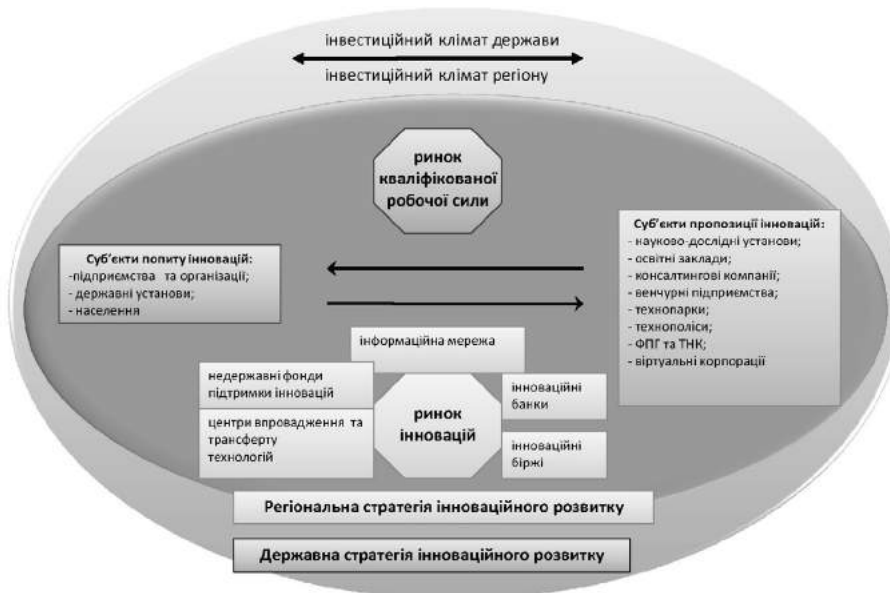 інвестиційний клімат держави
інвестиційний клімат регіону
ринок
кваліфікованої
робочої сили
Суб’єкти попиту інновацій:
-підприємства та організації;
- державні установи;
- населення
Суб’єкти пропозиції інновацій:
- науково-дослідні установи;
- освітні заклади;
- консалтингові компанії;
- венчурні підприємства;
- технопарки;
- технополіси;
- ФПГ та ТНК;
- віртуальні корпорації
інформаційна мережа
недержавні фонди
підтримки інновацій
центри впровадження та
трансферту
технологій
ринок
інновацій
інноваційні
банки
інноваційні
біржі
Регіональна стратегія інноваційного розвитку
Державна стратегія інноваційного розвитку